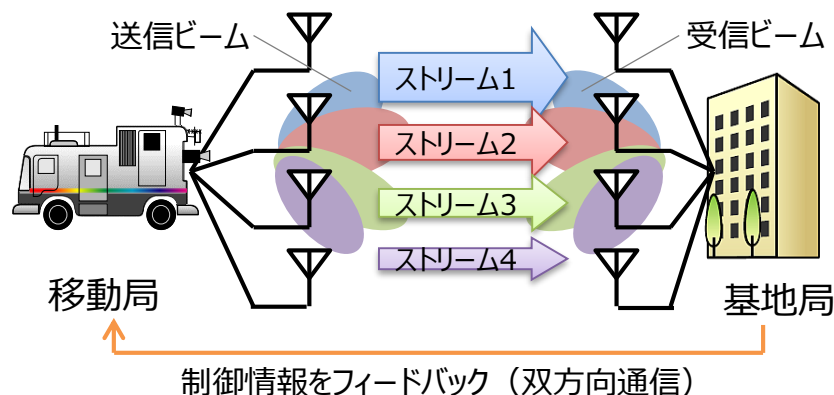 送信ビーム
受信ビーム
ストリーム1
ストリーム2
ストリーム3
ストリーム4
移動局
基地局
制御情報をフィードバック（双方向通信）